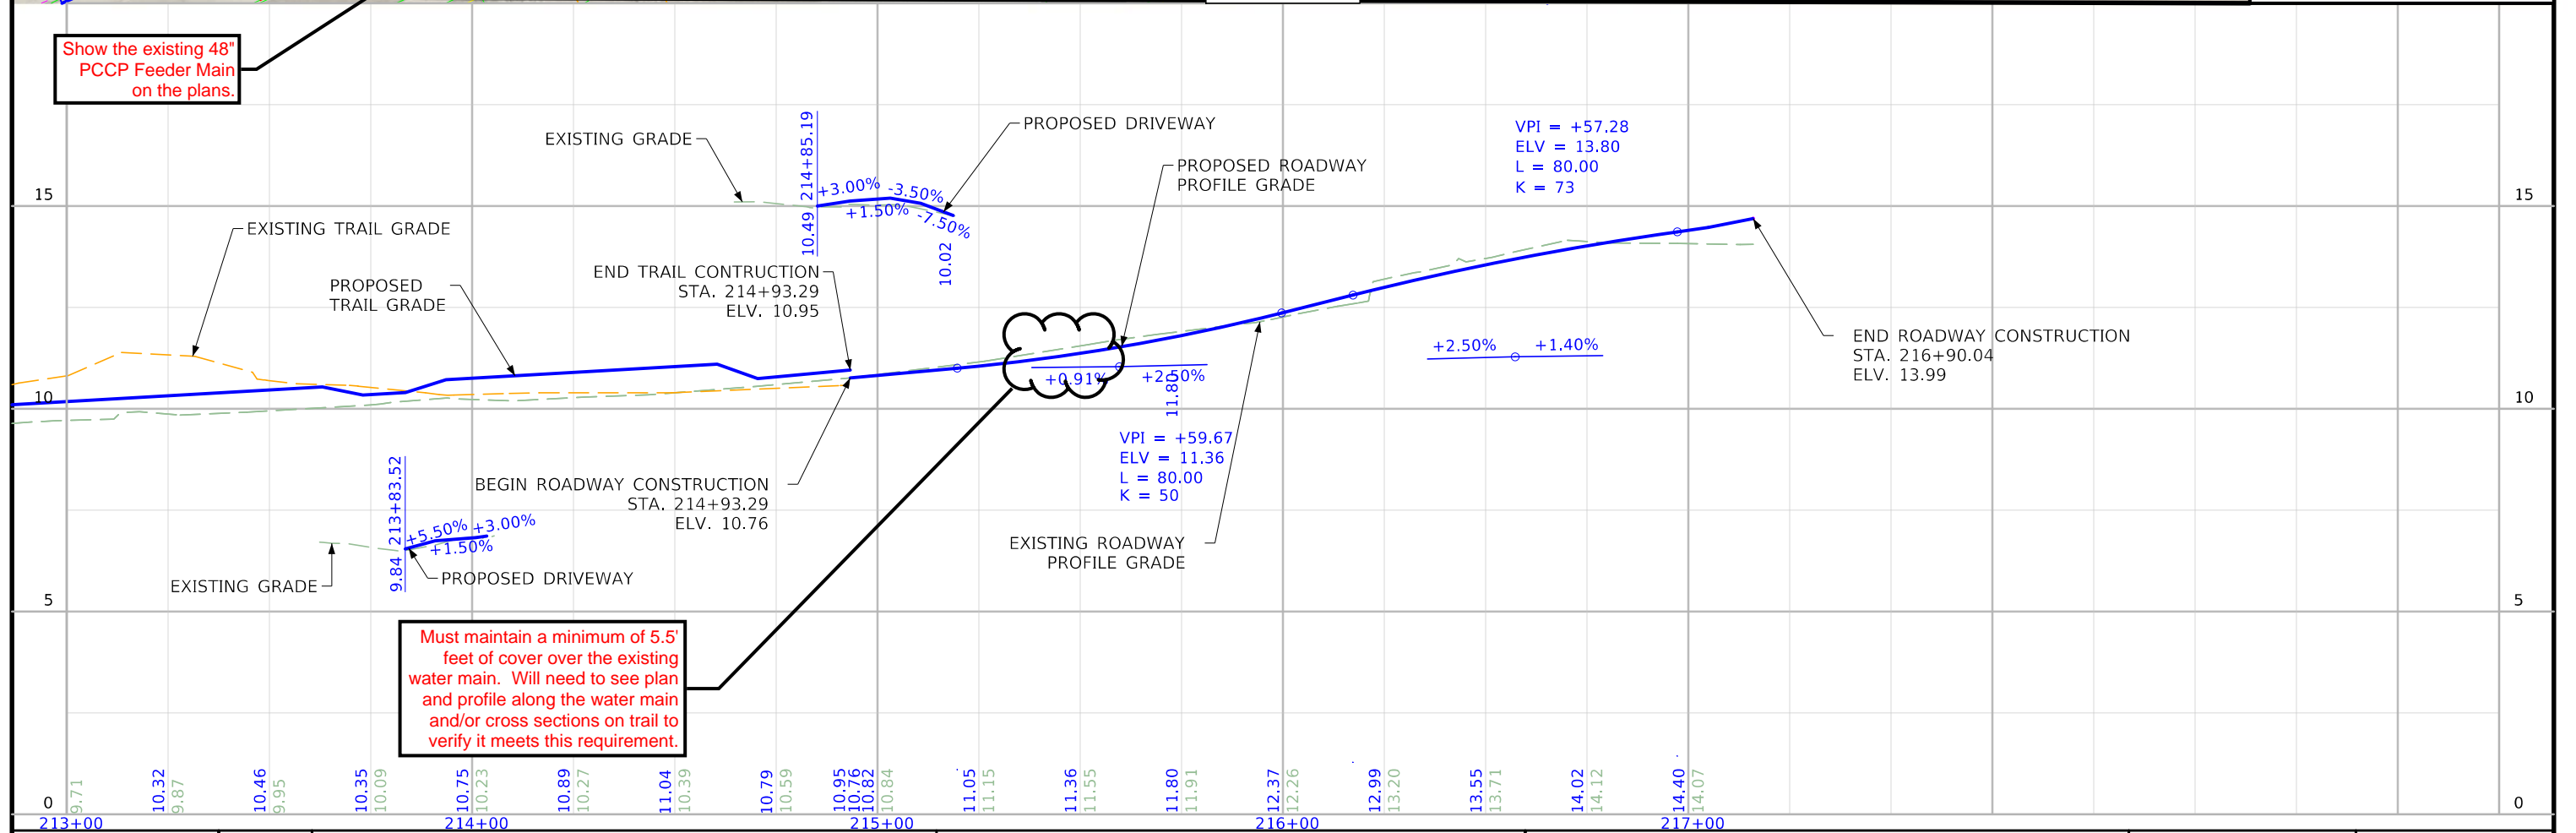 Show the existing 48"
PCCP Feeder Main
on the plans.
EXISTING GRADE
214+85.19
10.49
+3.00%
-3.50%
+1.50%
-7.50%
10.02
PROPOSED DRIVEWAY
PROPOSED ROADWAY
PROFILE GRADE
VPI = +57.28
ELV = 13.80
L = 80.00
K = 73
15
15
EXISTING TRAIL GRADE
PROPOSED
TRAIL GRADE
END TRAIL CONTRUCTION
STA. 214+93.29
ELV. 10.95
+0.91%
+2.50%
11.80
+2.50%
+1.40%
END ROADWAY CONSTRUCTION
STA. 216+90.04
ELV. 13.99
10
10
VPI = +59.67
ELV = 11.36
L = 80.00
K = 50
BEGIN ROADWAY CONSTRUCTION
STA. 214+93.29
ELV. 10.76
213+83.52
9.84
+5.50%
+3.00%
+1.50%
EXISTING ROADWAY
PROFILE GRADE
EXISTING GRADE
PROPOSED DRIVEWAY
5
5
Must maintain a minimum of 5.5'
feet of cover over the existing
water main. Will need to see plan
and profile along the water main
and/or cross sections on trail to
verify it meets this requirement.
0
9.71
10.32
9.87
10.46
9.95
10.35
10.09
10.75
10.23
10.89
10.27
11.04
10.39
10.79
10.59
10.95
10.76
10.82
10.84
11.05
11.15
11.36
11.55
11.80
11.91
12.37
12.26
12.99
13.20
13.55
13.71
14.02
14.12
14.40
14.07
0
213+00
214+00
215+00
216+00
217+00